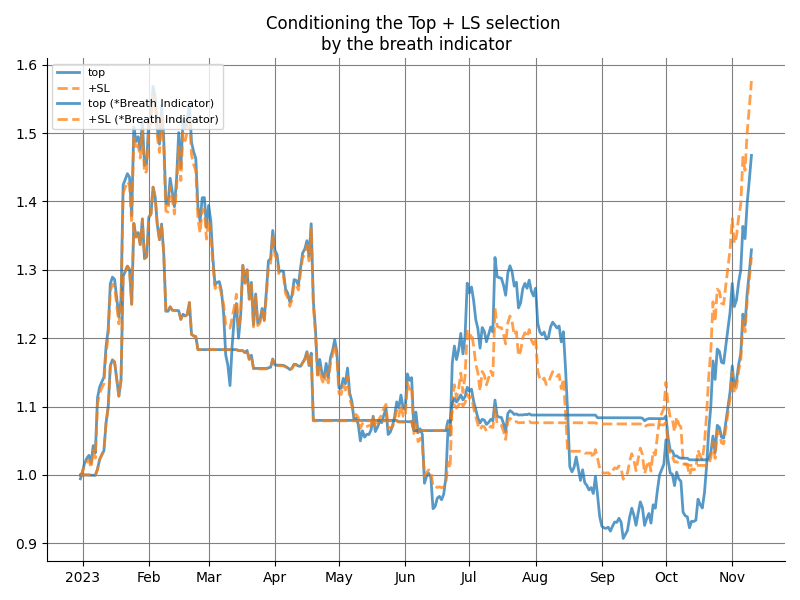 Conditioning the Top + LS selection
by the breath indicator
1.6
1.5
1.4
1.3
1.2
1.1
1.0
0.9
top
+SL
top (*Breath Indicator)
+SL (*Breath Indicator)
2023 Feb Mar Apr May Jun Jul Aug Sep Oct Nov